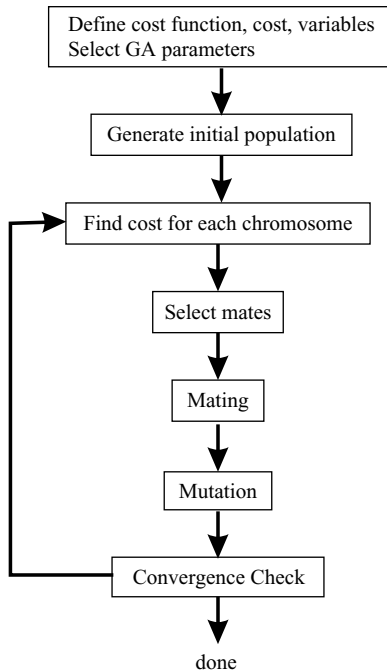 Define cost function, cost, variables
Select GA parameters
Generate initial population
Find cost for each chromosome
Select mates
Mating
Mutation
Convergence Check
done